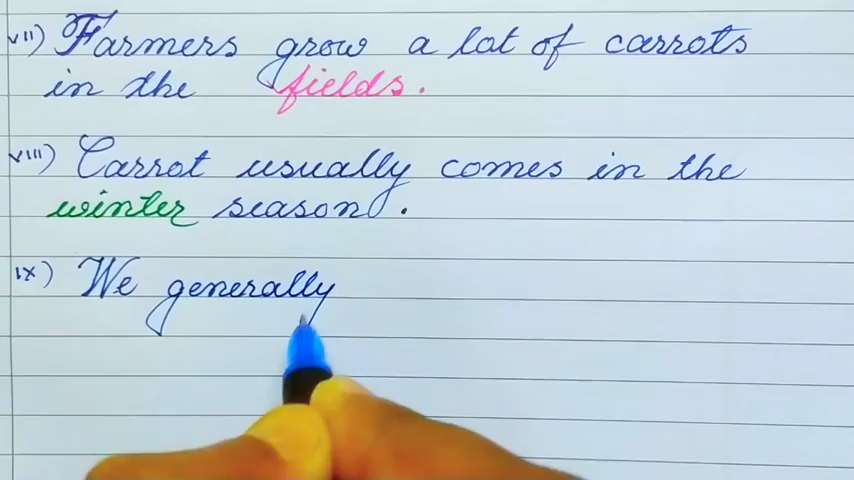 vii) Farmers grow a lot of carrots
in the fields.
viii) Carrot usually comes in the
winter season.
ix) We generally